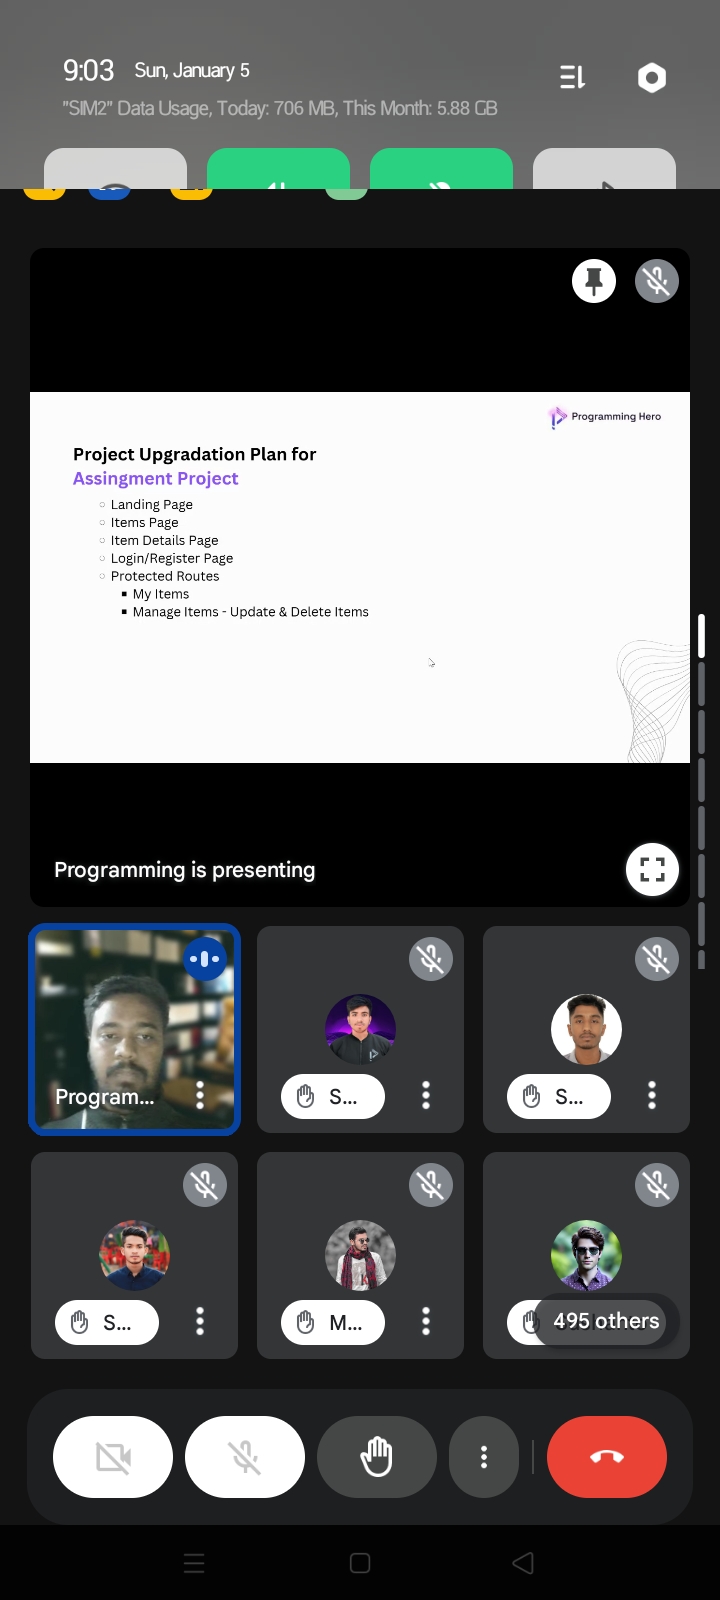 9:03 Sun, January 5
"SIM2" Data Usage, Today: 706 MB, This Month: 5.88 GB
Programming Hero
Project Upgradation Plan for
Assingment Project
Landing Page
Items Page
Item Details Page
Login/Register Page
Protected Routes
My Items
Manage Items - Update & Delete Items
Programming is presenting
Program...
S...
S...
S...
M...
495 others